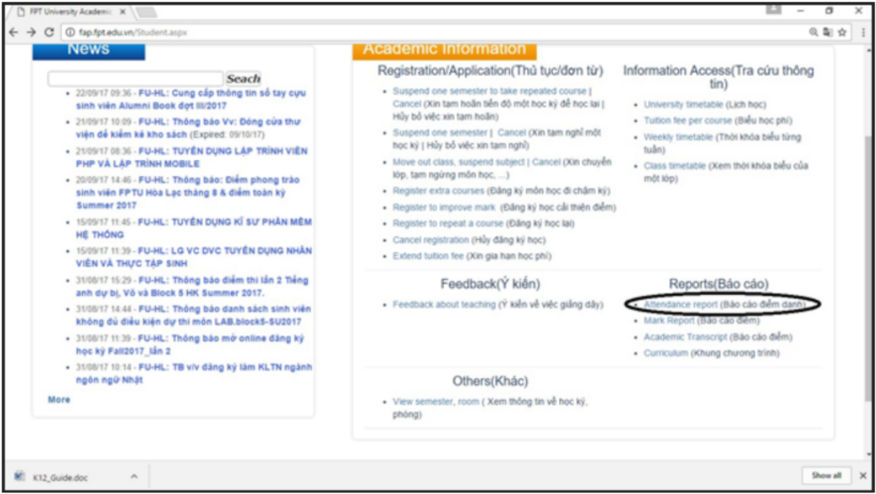 FPT University Academic
fap.fpt.edu.vn/Student.aspx
News
Seach
22/09/17 09:36 - FU-HL: Cung cấp thông tin sổ tay cựu
sinh viên Alumni Book đợt III/2017
21/09/17 10:09 - FU-HL: Thông báo Vv: Đóng cửa thư
viện để kiểm kê kho sách (Expired: 09/10/17)
21/09/17 08:36 - FU-HL: TUYỂN DỤNG LẬP TRÌNH VIÊN
PHP VÀ LẬP TRÌNH MOBILE
20/09/17 14:46 - FU-HL: Thông báo: Điểm phong trào
sinh viên FPTU Hòa Lạc tháng 8 & điểm toàn kỳ
Summer 2017
15/09/17 11:45 - FU-HL: TUYỂN DỤNG KĨ SƯ PHẦN MỀM
HỆ THỐNG
15/09/17 11:39 - FU-HL: LG VC DVC TUYỂN DỤNG NHÂN
VIÊN VÀ THỰC TẬP SINH
31/08/17 15:29 - FU-HL: Thông báo điểm thi lần 2 Tiếng
anh dự bị, Võ và Block 5 HK Summer 2017.
31/08/17 14:44 - FU-HL: Thông báo danh sách sinh viên
không đủ điều kiện dự thi môn LAB.block5-SU2017
31/08/17 11:39 - FU-HL: Thông báo mở online đăng ký
học kỳ Fall2017_lần 2
31/08/17 10:14 - FU-HL: TB v/v đăng ký làm KLTN ngành
ngôn ngữ Nhật
More
Academic Information
Registration/Application(Thủ tục/đơn từ)
Suspend one semester to take repeated course |
Cancel (Xin tạm hoãn tiến độ một học kỳ để học lại |
Hủy bỏ việc xin tạm hoãn)
Suspend one semester | Cancel (Xin tạm nghỉ một
học kỳ | Hủy bỏ việc xin tạm nghỉ)
Move out class, suspend subject | Cancel (Xin chuyển
lớp, tạm ngừng môn học, ...)
Register extra courses (Đăng ký môn học đi chậm kỳ)
Register to improve mark (Đăng ký học cải thiện điểm)
Register to repeat a course (Đăng ký học lại)
Cancel registration (Hủy đăng ký học)
Extend tuition fee (Xin gia hạn học phí)
Information Access(Tra cứu thông
tin)
University timetable (Lịch học)
Tuition fee per course (Biểu học phí)
Weekly timetable (Thời khóa biểu từng
tuần)
Class timetable (Xem thời khóa biểu của
một lớp)
Feedback(Ý kiến)
Feedback about teaching (Ý kiến về việc giảng dạy)
Reports(Báo cáo)
Attendance report (Báo cáo điểm danh)
Mark Report (Báo cáo điểm)
Academic Transcript (Báo cáo điểm)
Curriculum (Khung chương trình)
Others(Khác)
View semester, room ( Xem thông tin về học kỳ,
phòng)
K12_Guide.doc
Show all